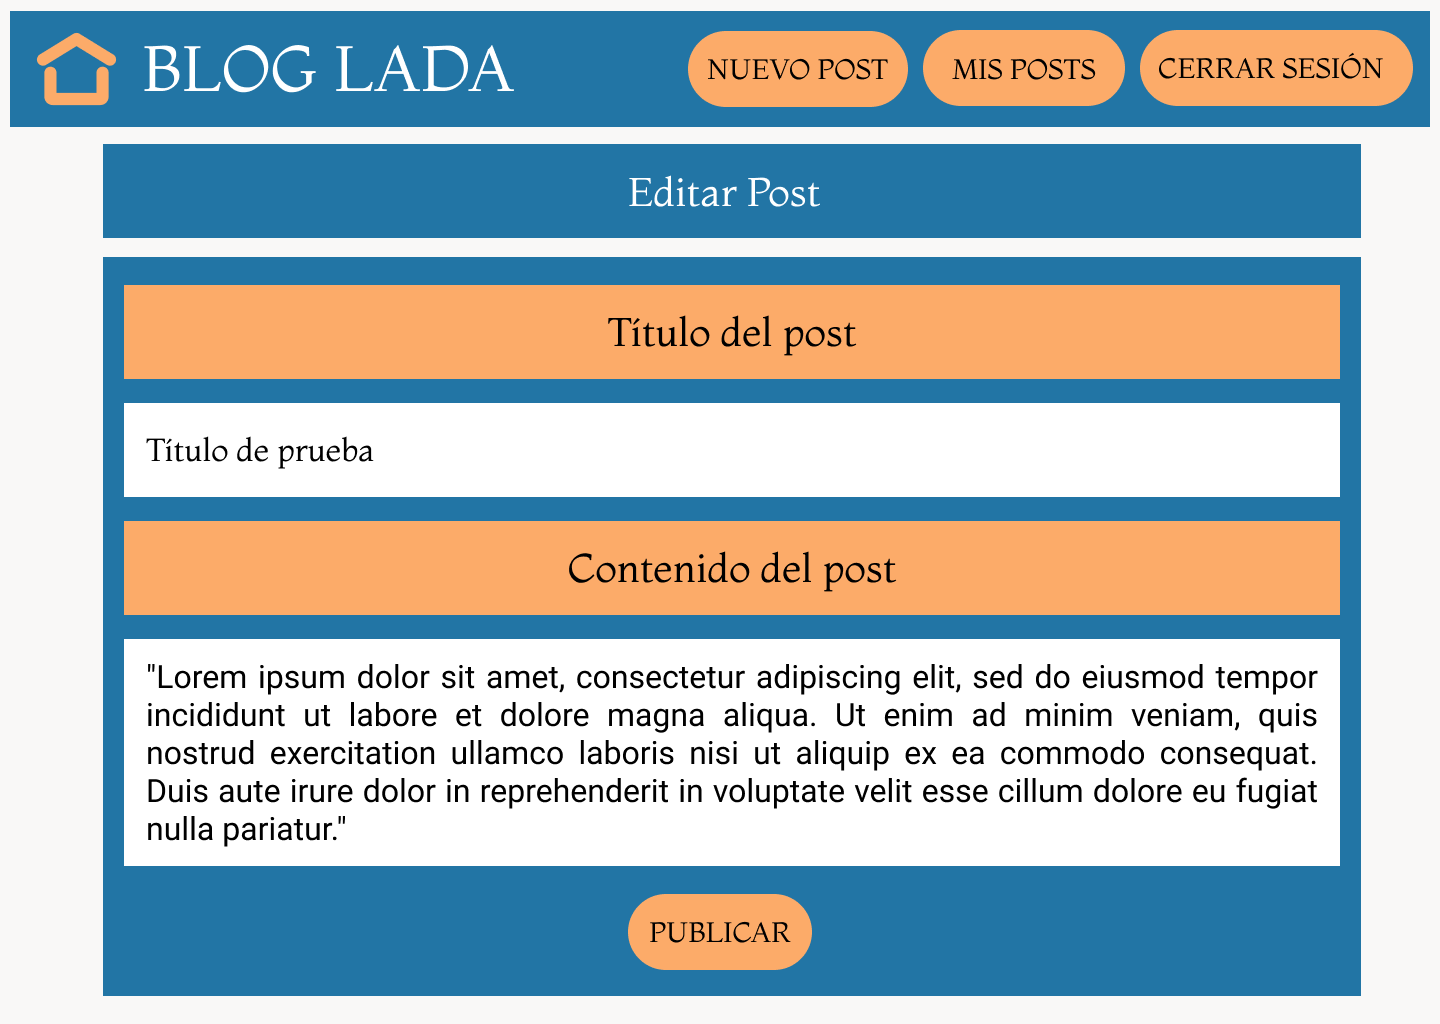 BLOG LADA
NUEVO POST
MIS POSTS
CERRAR SESIÓN
Editar Post
Título del post
Título de prueba
Contenido del post
"Lorem ipsum dolor sit amet, consectetur adipiscing elit, sed do eiusmod tempor
incididunt ut labore et dolore magna aliqua. Ut enim ad minim veniam, quis
nostrud exercitation ullamco laboris nisi ut aliquip ex ea commodo consequat.
Duis aute irure dolor in reprehenderit in voluptate velit esse cillum dolore eu fugiat
nulla pariatur."
PUBLICAR